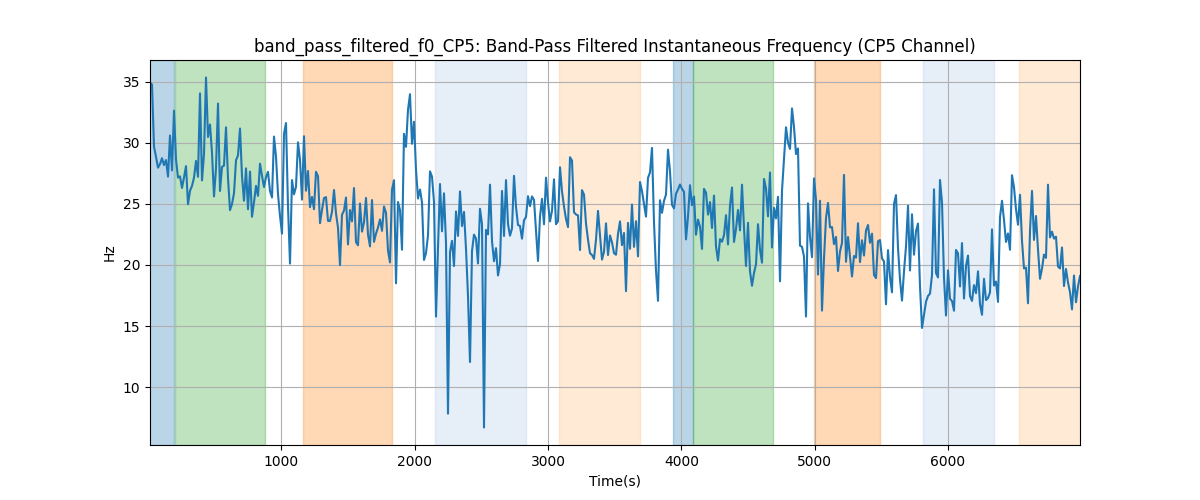 band_pass_filtered_f0_CP5: Band-Pass Filtered Instantaneous Frequency (CP5 Channel)
35
30
25
20
15
10
Hz
1000 2000 3000 4000 5000 6000
Time(s)